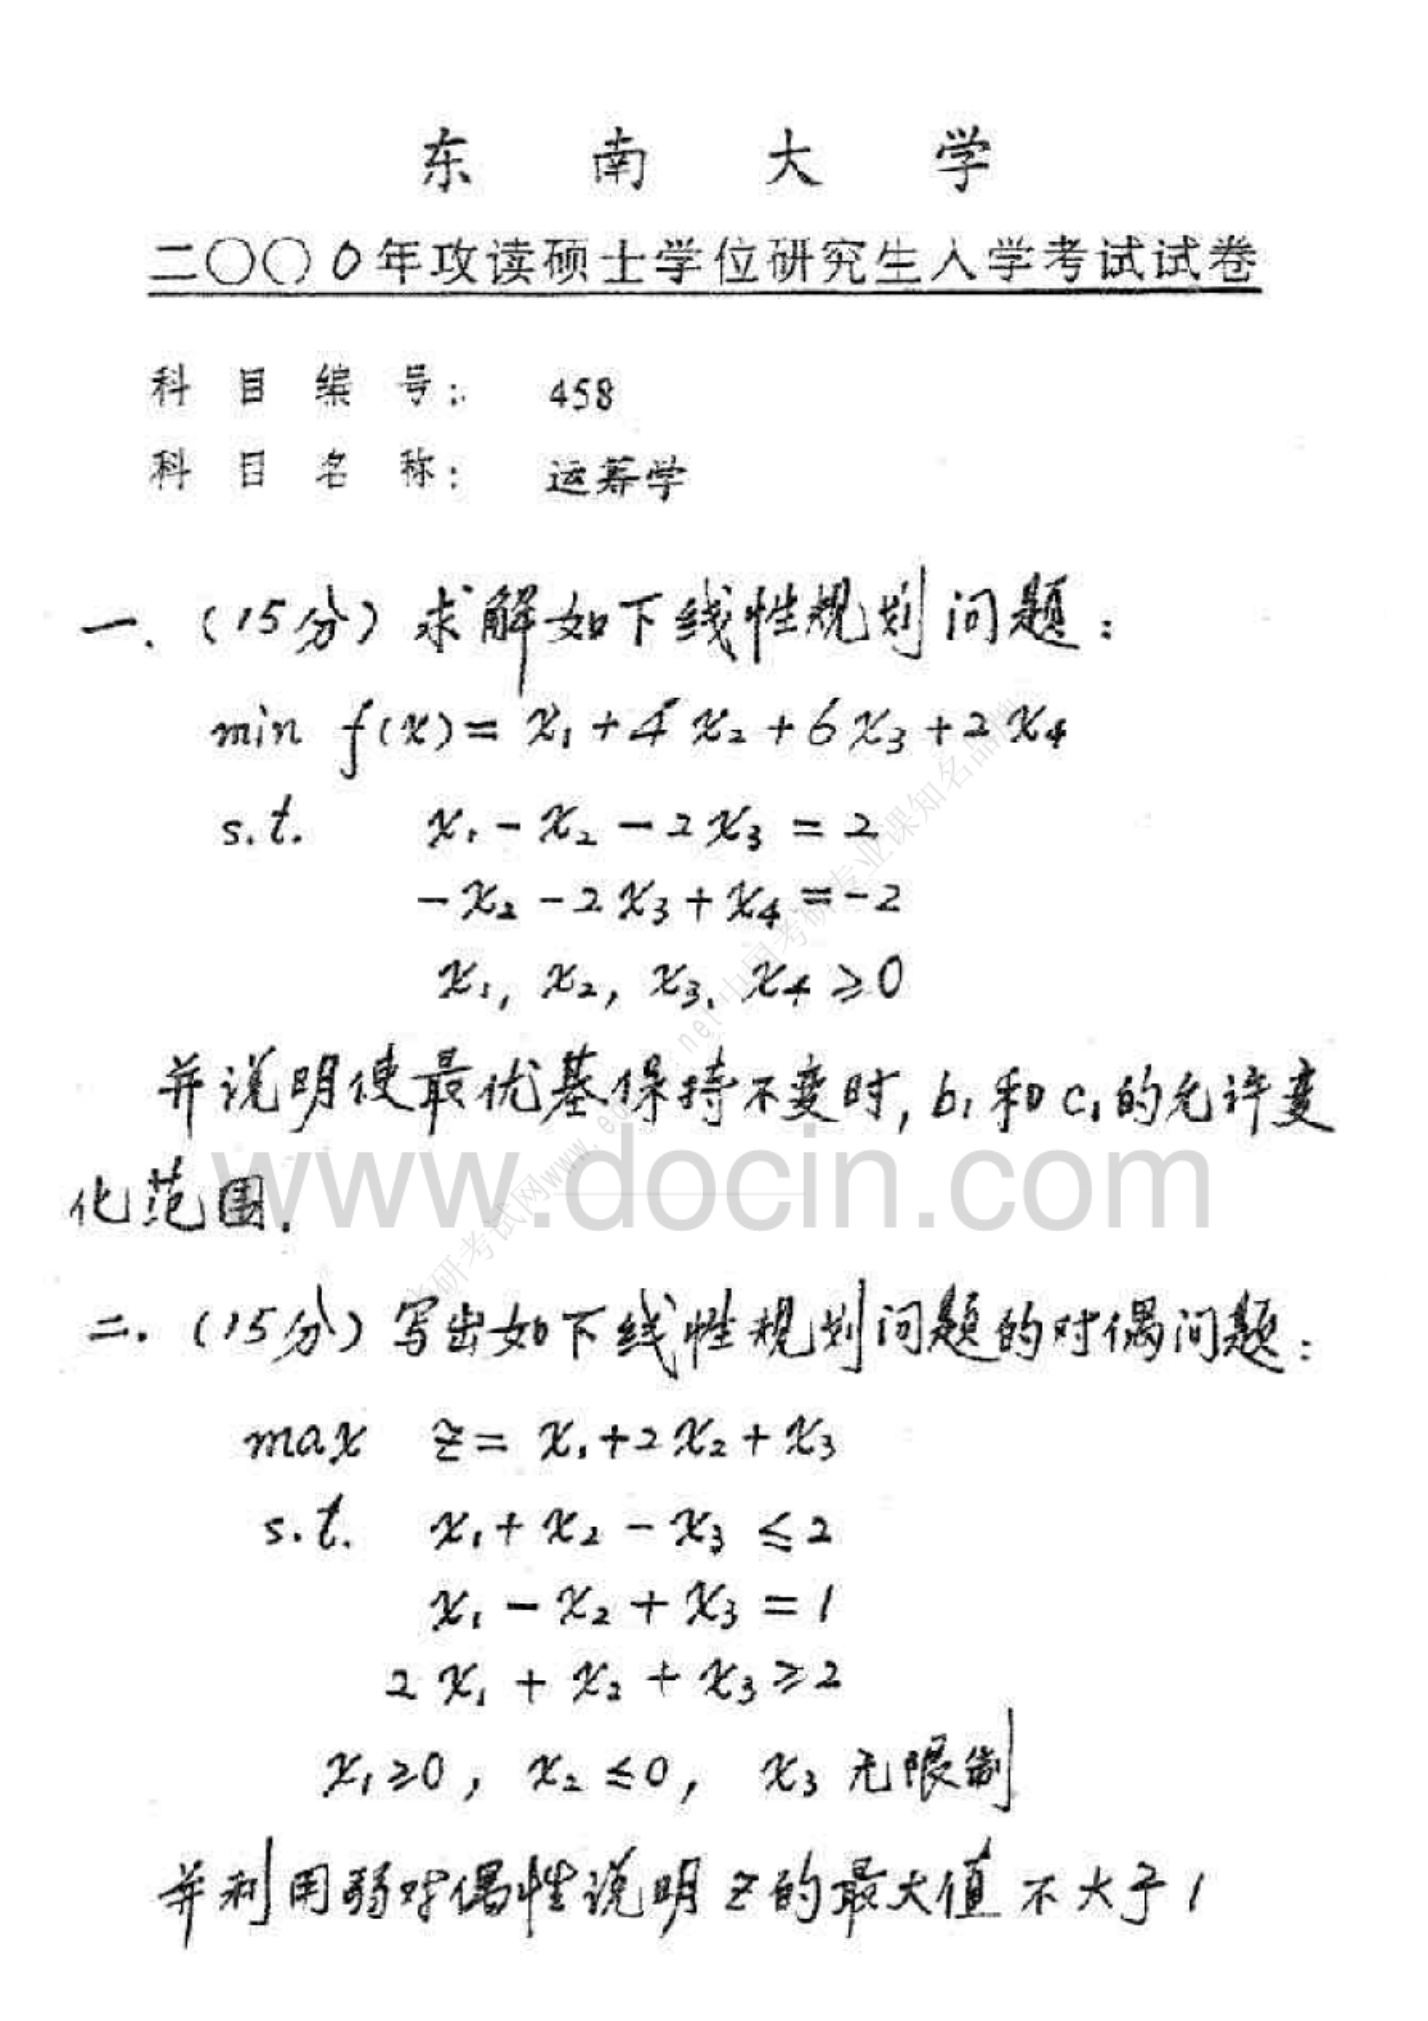 东 南 大 学
二〇〇0年攻读硕士学位研究生入学考试试卷
科 目 编 号: 458
科 目 名 称: 运筹学
一、(15分) 求解如下线性规划问题:
min f(x)= x₁+4x₂+6x₃+2x₄
s.t. x₁-x₂-2x₃=2
-x₂-2x₃+x₄=-2
x₁, x₂, x₃, x₄≥0
并说明使最优基保持不变时, b₁和c₁的允许变
化范围.
www.docin.com
二.(15分) 写出如下线性规划问题的对偶问题:
max z= x₁+2x₂+x₃
s.t. x₁+x₂-x₃≤2
x₁-x₂+x₃=1
2x₁+x₂+x₃≥2
x₁≥0, x₂≤0, x₃无限制
并利用弱对偶性说明z的最大值不大于1